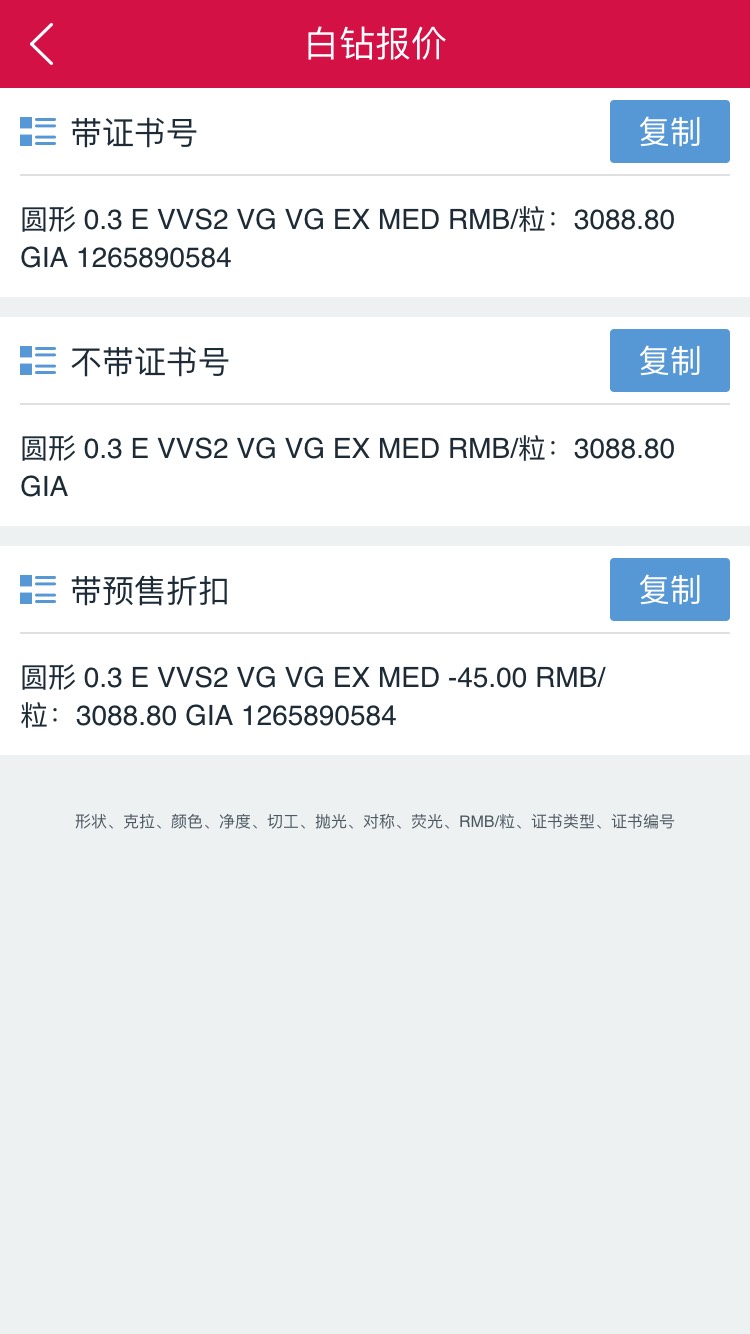 白钻报价
带证书号
复制
圆形 0.3 E VVS2 VG VG EX MED RMB/粒：3088.80
GIA 1265890584
不带证书号
复制
圆形 0.3 E VVS2 VG VG EX MED RMB/粒：3088.80
GIA
带预售折扣
复制
圆形 0.3 E VVS2 VG VG EX MED -45.00 RMB/
粒：3088.80 GIA 1265890584
形状、克拉、颜色、净度、切工、抛光、对称、荧光、RMB/粒、证书类型、证书编号